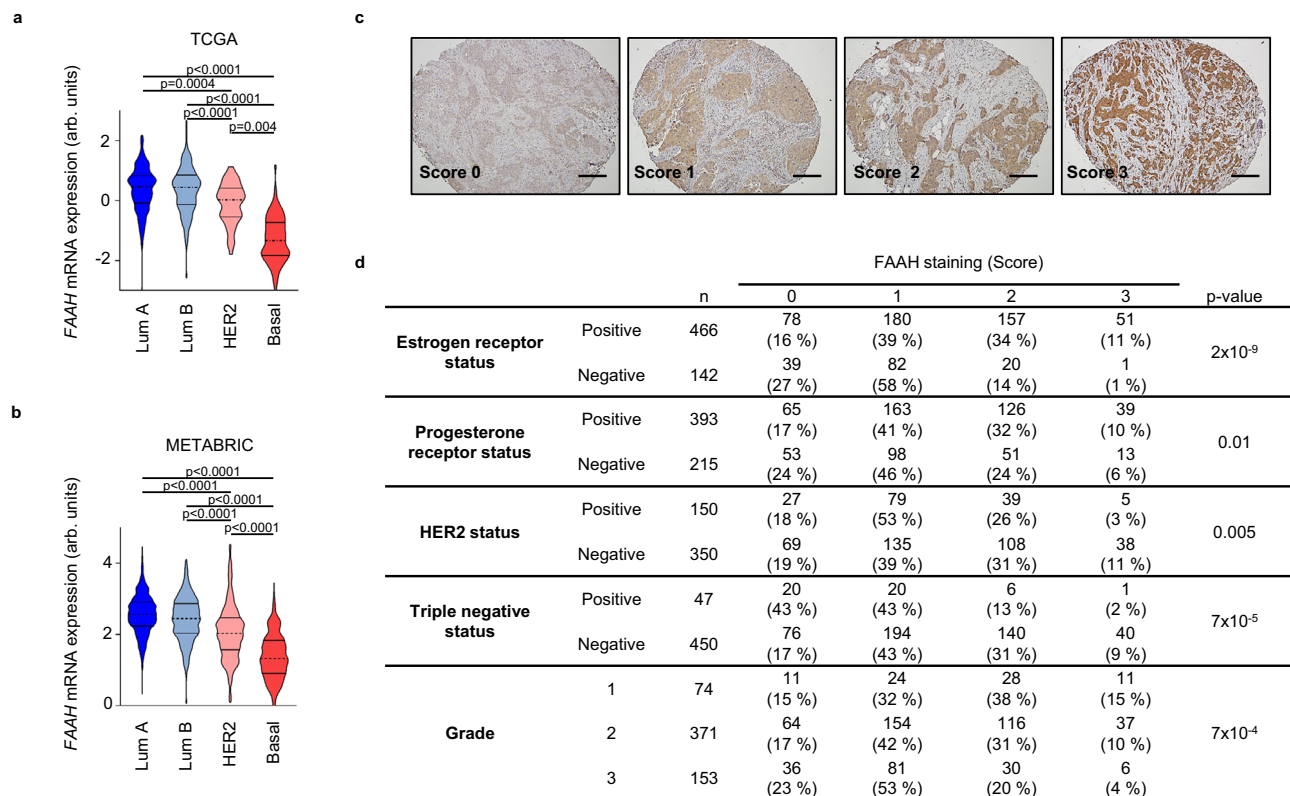 a
TCGA
p<0.0001
p=0.0004
p<0.0001
p<0.0001
p=0.004
FAAH mRNA expression (arb. units)
2
0
-2
Lum A
Lum B
HER2
Basal
b
METABRIC
p<0.0001
p<0.0001
p<0.0001
p<0.0001
p<0.0001
FAAH mRNA expression (arb. units)
4
2
0
Lum A
Lum B
HER2
Basal
c
Score 0
Score 1
Score 2
Score 3
d
FAAH staining (Score)
n 0 1 2 3 p-value
Estrogen receptor status
Positive 466 78 (16 %) 180 (39 %) 157 (34 %) 51 (11 %)
Negative 142 39 (27 %) 82 (58 %) 20 (14 %) 1 (1 %)
2x10⁻⁹
Progesterone receptor status
Positive 393 65 (17 %) 163 (41 %) 126 (32 %) 39 (10 %)
Negative 215 53 (24 %) 98 (46 %) 51 (24 %) 13 (6 %)
0.01
HER2 status
Positive 150 27 (18 %) 79 (53 %) 39 (26 %) 5 (3 %)
Negative 350 69 (19 %) 135 (39 %) 108 (31 %) 38 (11 %)
0.005
Triple negative status
Positive 47 20 (43 %) 20 (43 %) 6 (13 %) 1 (2 %)
Negative 450 76 (17 %) 194 (43 %) 140 (31 %) 40 (9 %)
7x10⁻⁵
Grade
1 74 11 (15 %) 24 (32 %) 28 (38 %) 11 (15 %)
2 371 64 (17 %) 154 (42 %) 116 (31 %) 37 (10 %)
3 153 36 (23 %) 81 (53 %) 30 (20 %) 6 (4 %)
7x10⁻⁴